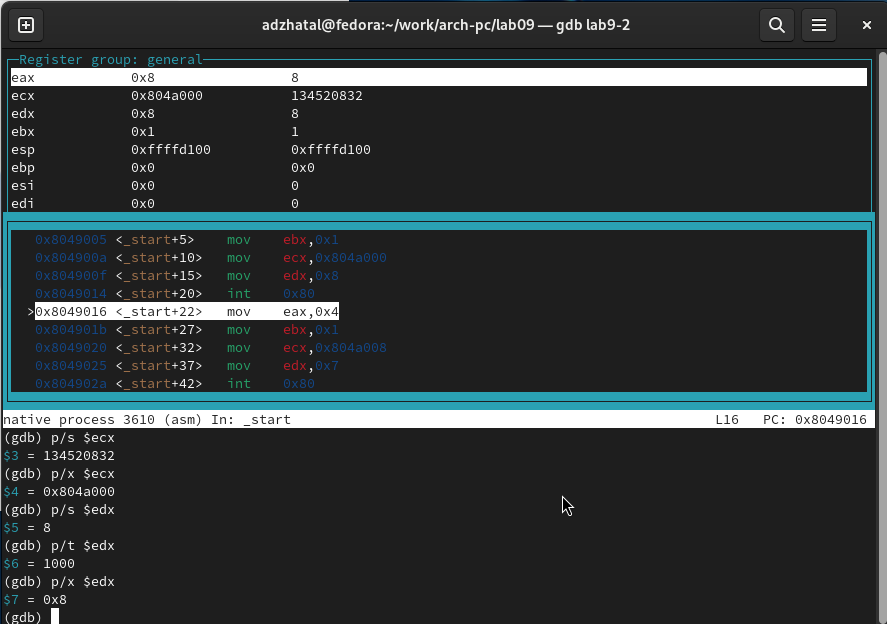 adzhatal@fedora:~/work/arch-pc/lab09 — gdb lab9-2
Register group: general
eax 0x8 8
ecx 0x804a000 134520832
edx 0x8 8
ebx 0x1 1
esp 0xffffd100 0xffffd100
ebp 0x0 0x0
esi 0x0 0
edi 0x0 0
0x8049005 <_start+5> mov ebx,0x1
0x804900a <_start+10> mov ecx,0x804a000
0x804900f <_start+15> mov edx,0x8
0x8049014 <_start+20> int 0x80
>0x8049016 <_start+22> mov eax,0x4
0x804901b <_start+27> mov ebx,0x1
0x8049020 <_start+32> mov ecx,0x804a008
0x8049025 <_start+37> mov edx,0x7
0x804902a <_start+42> int 0x80
native process 3610 (asm) In: _start L16 PC: 0x8049016
(gdb) p/s $ecx
$3 = 134520832
(gdb) p/x $ecx
$4 = 0x804a000
(gdb) p/s $edx
$5 = 8
(gdb) p/t $edx
$6 = 1000
(gdb) p/x $edx
$7 = 0x8
(gdb)